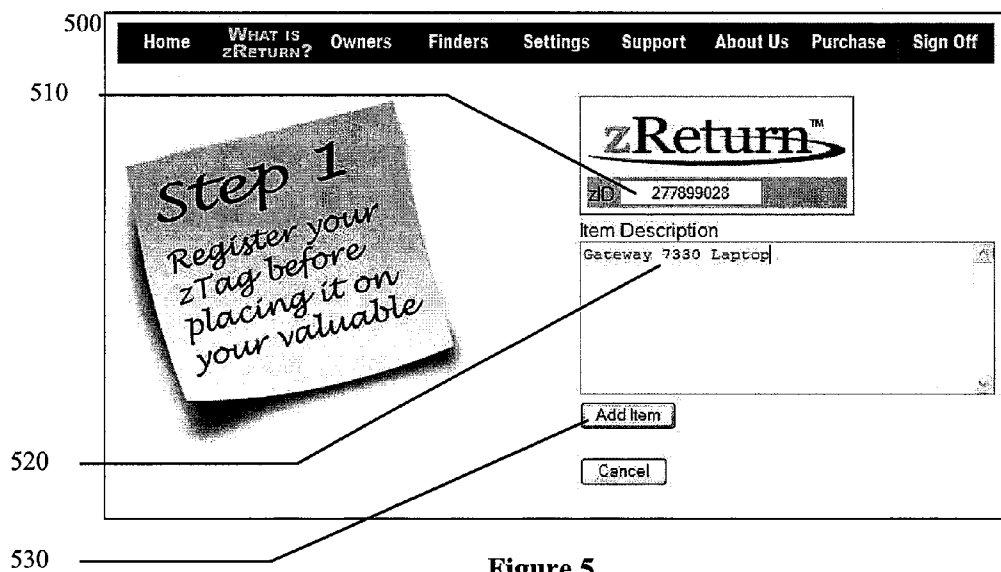 500
Home WHAT IS ZRETURN? Owners Finders Settings Support About Us Purchase Sign Off
510
zReturn™
zID 277899028
Step 1
Register your
zTag before
placing it on
your valuable
Item Description
Gateway 7330 Laptop
Add Item
520
Cancel
530
Figure 5